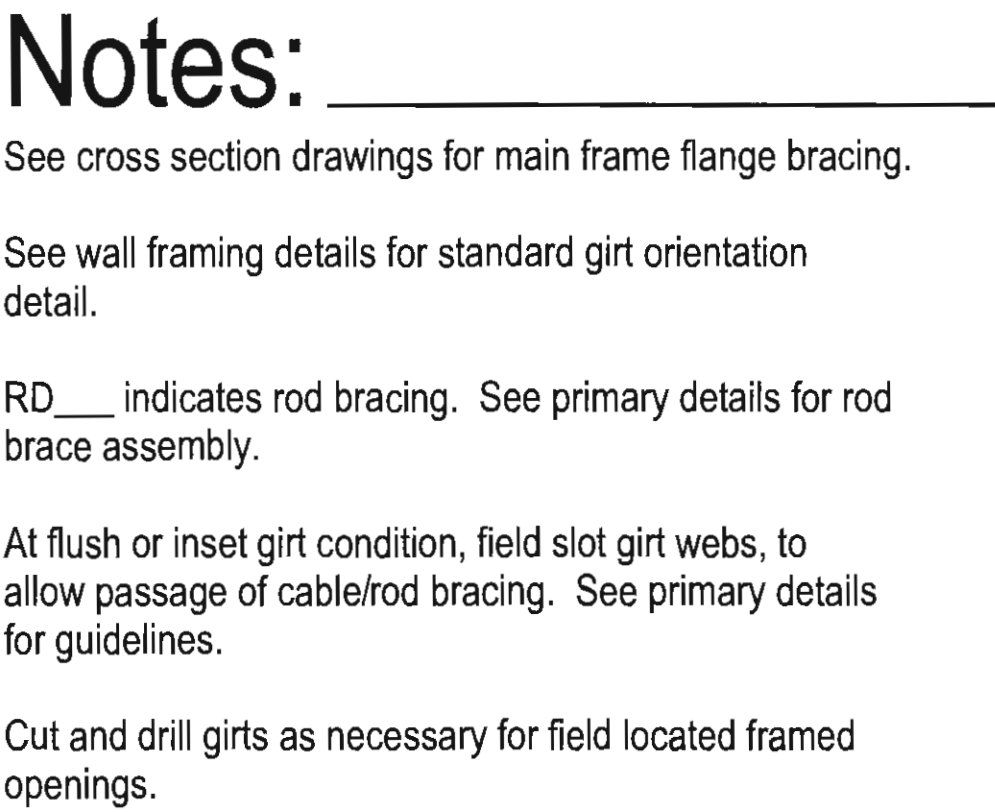 Notes:
See cross section drawings for main frame flange bracing.
See wall framing details for standard girt orientation
detail.
RD___ indicates rod bracing.  See primary details for rod
brace assembly.
At flush or inset girt condition, field slot girt webs, to
allow passage of cable/rod bracing.  See primary details
for guidelines.
Cut and drill girts as necessary for field located framed
openings.